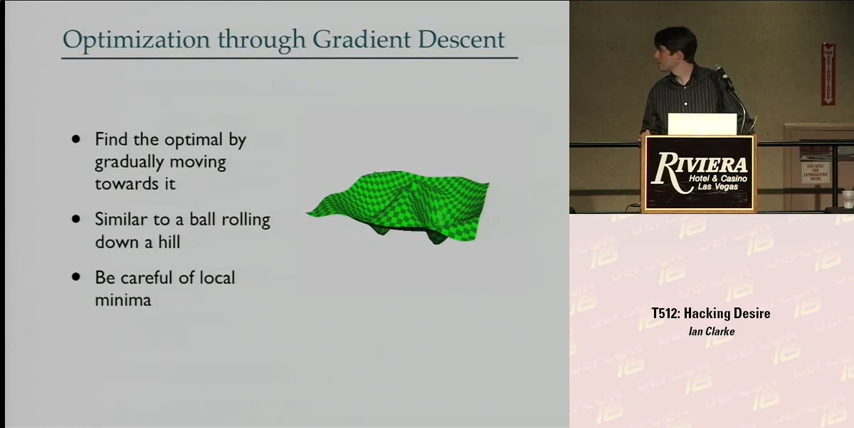 Optimization through Gradient Descent
Find the optimal by
gradually moving
towards it
Similar to a ball rolling
down a hill
Be careful of local
minima
RIVIERA
Hotel & Casino
Las Vegas
T512: Hacking Desire
Ian Clarke